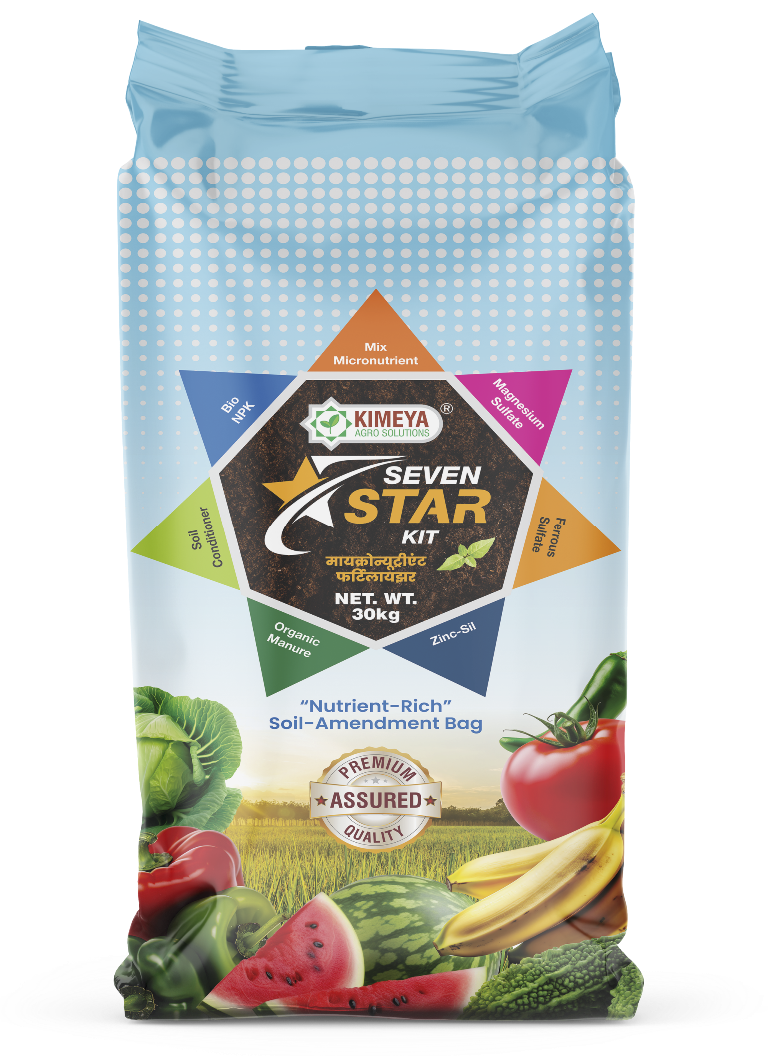 Mix
Micronutrient
Bio
NPK
Magnesium
Sulfate
KIMEYA ®
AGRO SOLUTIONS
7
SEVEN
STAR
KIT
Soil
Conditioner
Ferrous
Sulfate
मायक्रोन्यूट्रीएंट
फर्टिलायझर
NET. WT.
30kg
Organic
Manure
Zinc-Sil
“Nutrient-Rich”
Soil-Amendment Bag
PREMIUM
ASSURED
QUALITY